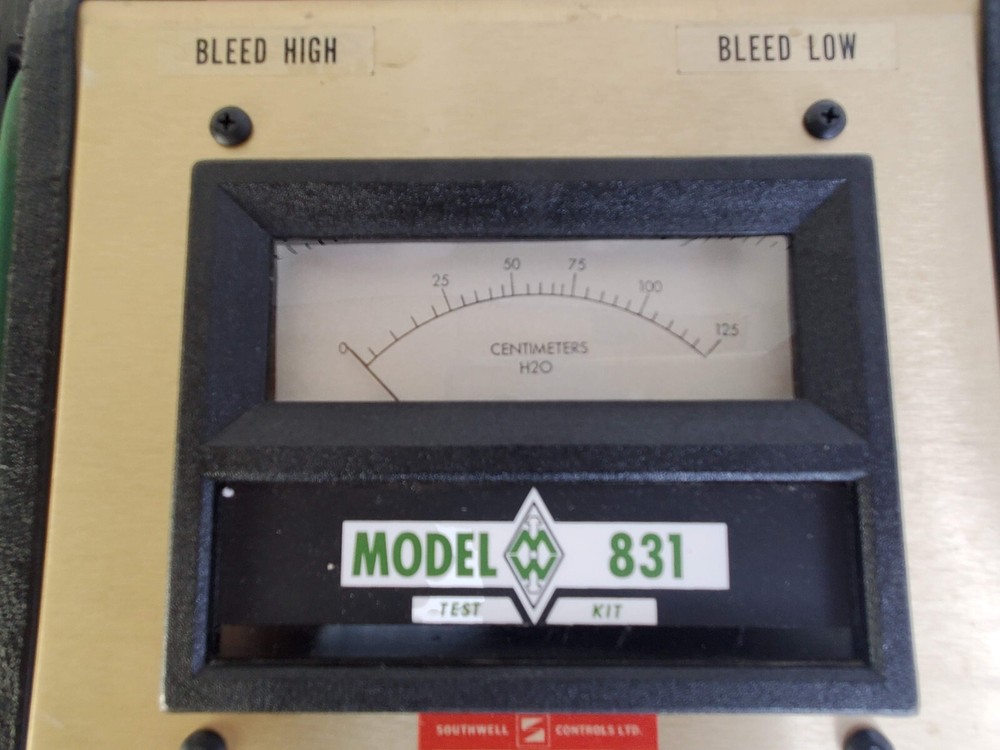 BLEED HIGH
BLEED LOW
0 25 50 75 100 125
CENTIMETERS
H2O
MODEL MW 831
TEST KIT
SOUTHWELL S CONTROLS LTD.